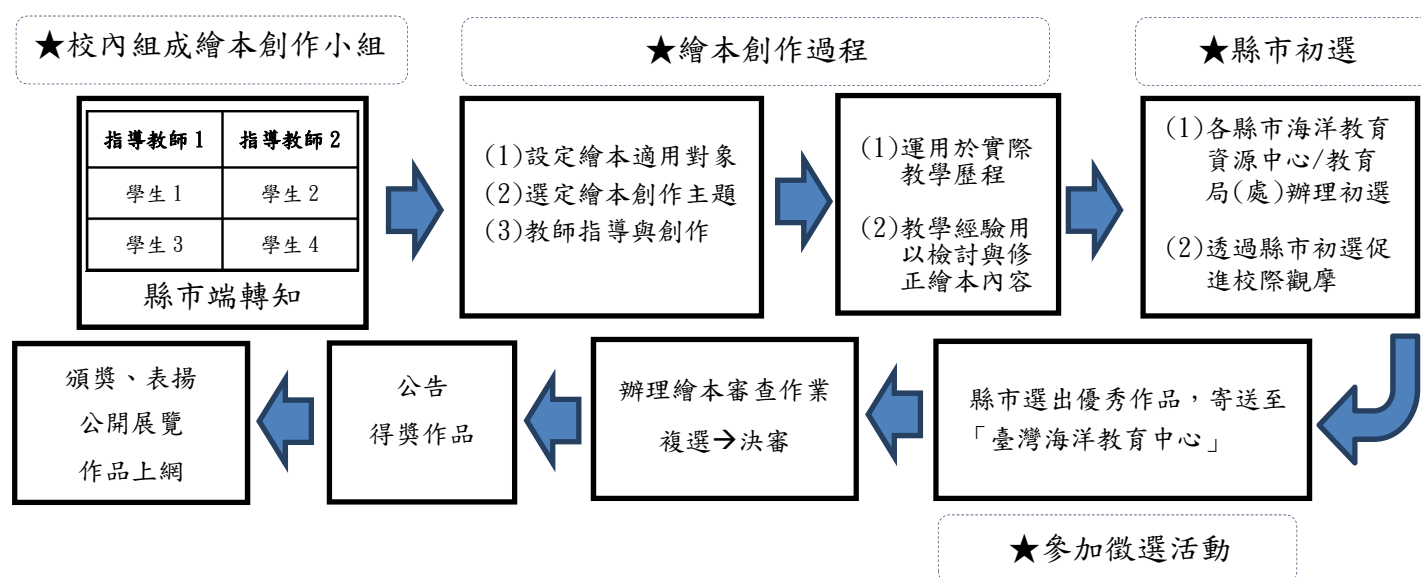 ★校內組成繪本創作小組
★繪本創作過程
★縣市初選
指導教師 1 指導教師 2
學生 1 學生 2
學生 3 學生 4
縣市端轉知
(1)設定繪本適用對象
(2)選定繪本創作主題
(3)教師指導與創作
(1)運用於實際
教學歷程
(2)教學經驗用
以檢討與修
正繪本內容
(1)各縣市海洋教育
資源中心/教育
局(處)辦理初選
(2)透過縣市初選促
進校際觀摩
縣市選出優秀作品，寄送至
「臺灣海洋教育中心」
辦理繪本審查作業
複選→決審
公告
得獎作品
頒獎、表揚
公開展覽
作品上網
★參加徵選活動